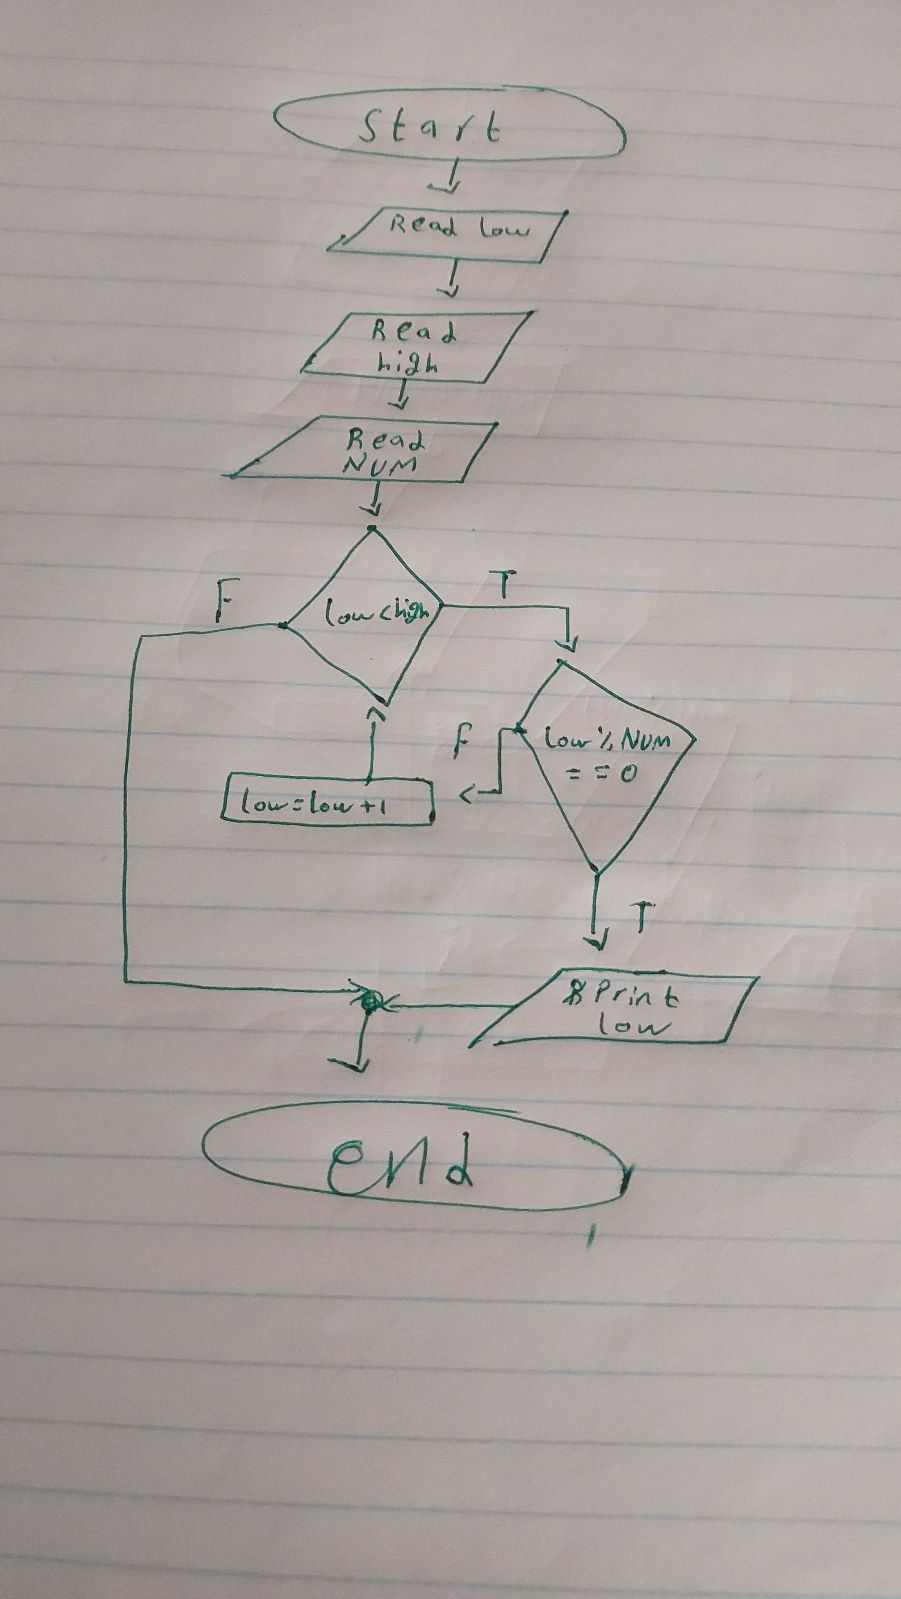 Start
Read low
Read
high
Read
NUM
F
T
low<high
F
low % NUM
= = 0
low=low+1
T
Print
low
end